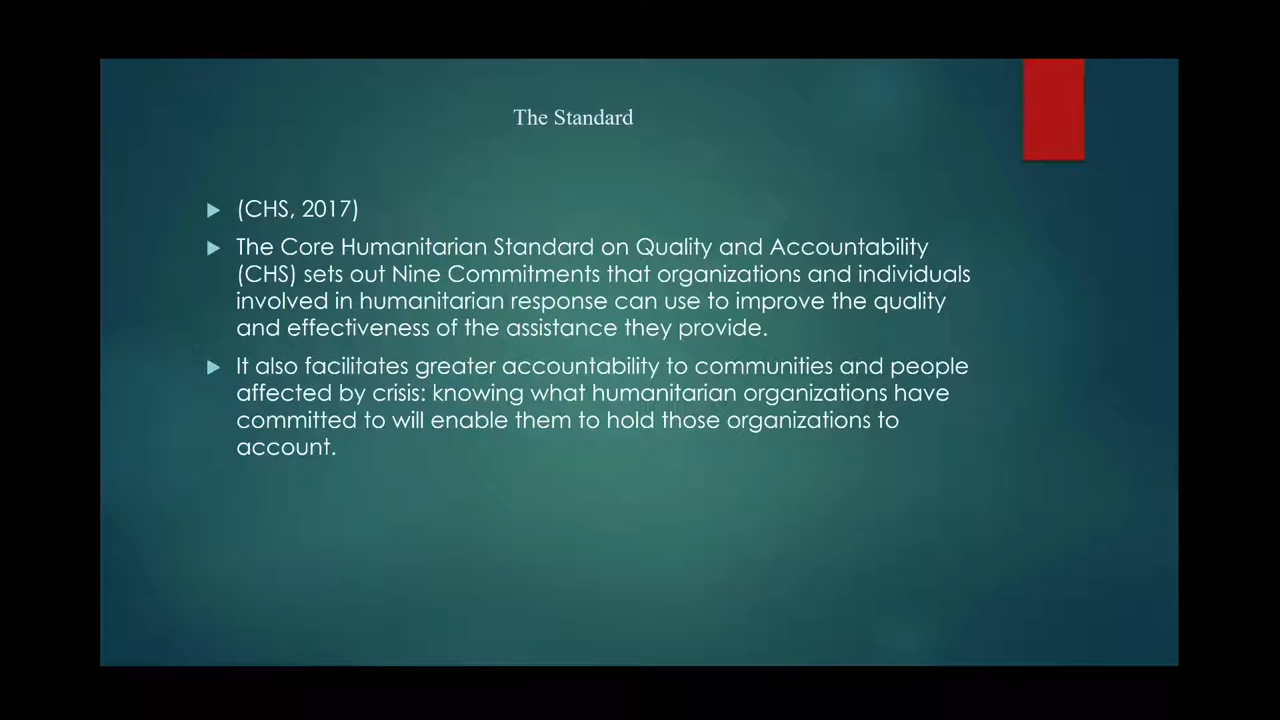 The Standard
(CHS, 2017)
The Core Humanitarian Standard on Quality and Accountability
(CHS) sets out Nine Commitments that organizations and individuals
involved in humanitarian response can use to improve the quality
and effectiveness of the assistance they provide.
It also facilitates greater accountability to communities and people
affected by crisis: knowing what humanitarian organizations have
committed to will enable them to hold those organizations to
account.